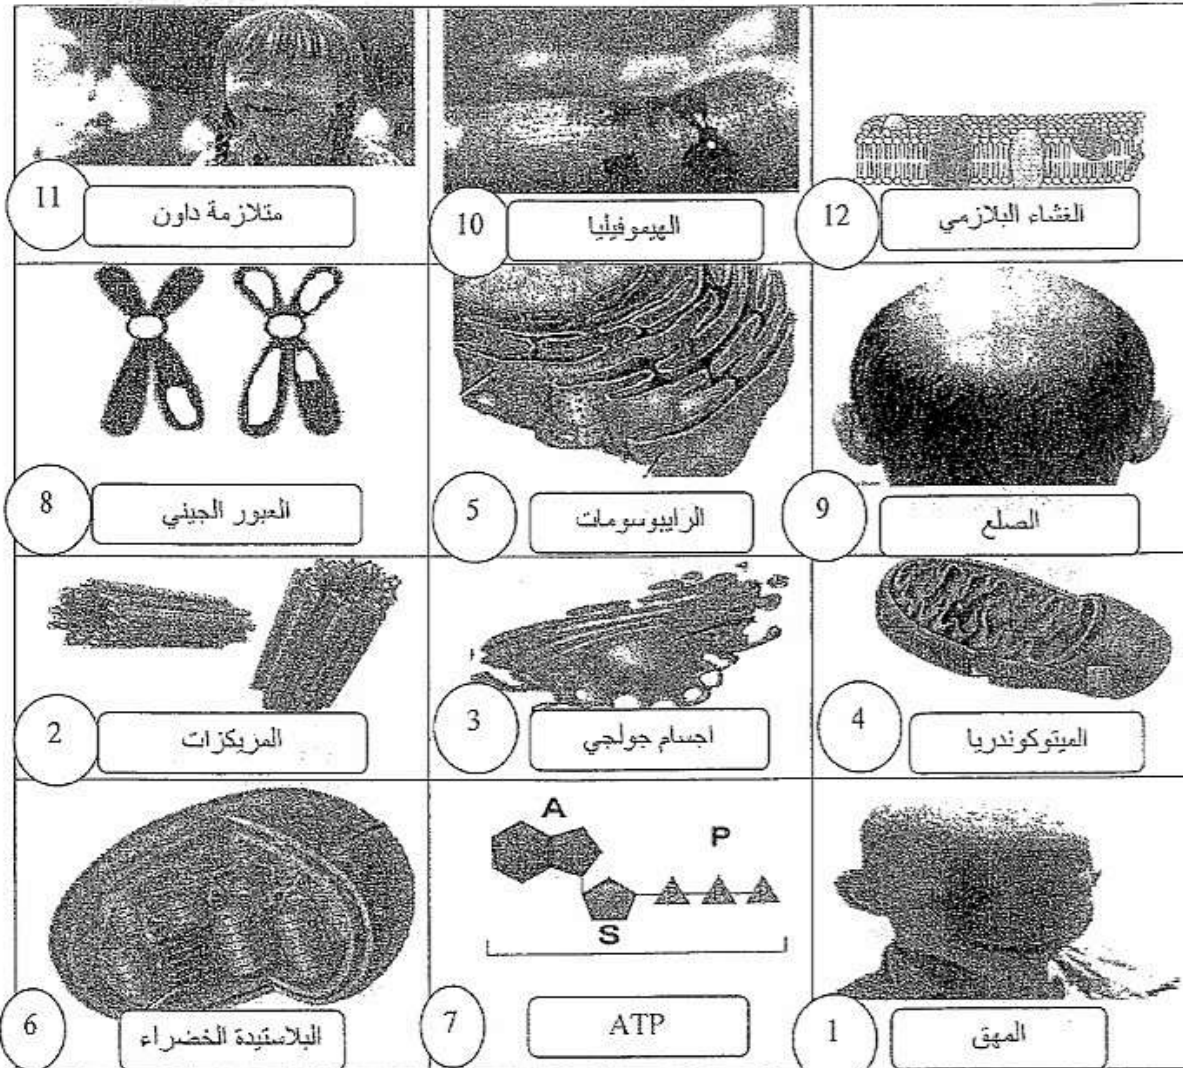 11
متلازمة داون
10
الهيموفيليا
12
الغشاء البلازمي
8
العبور الجيني
5
الرايبوسومات
9
الصلع
2
المريكزات
3
اجسام جولجي
4
الميتوكوندريا
A
P
S
6
البلاستيدة الخضراء
7
ATP
1
المهق